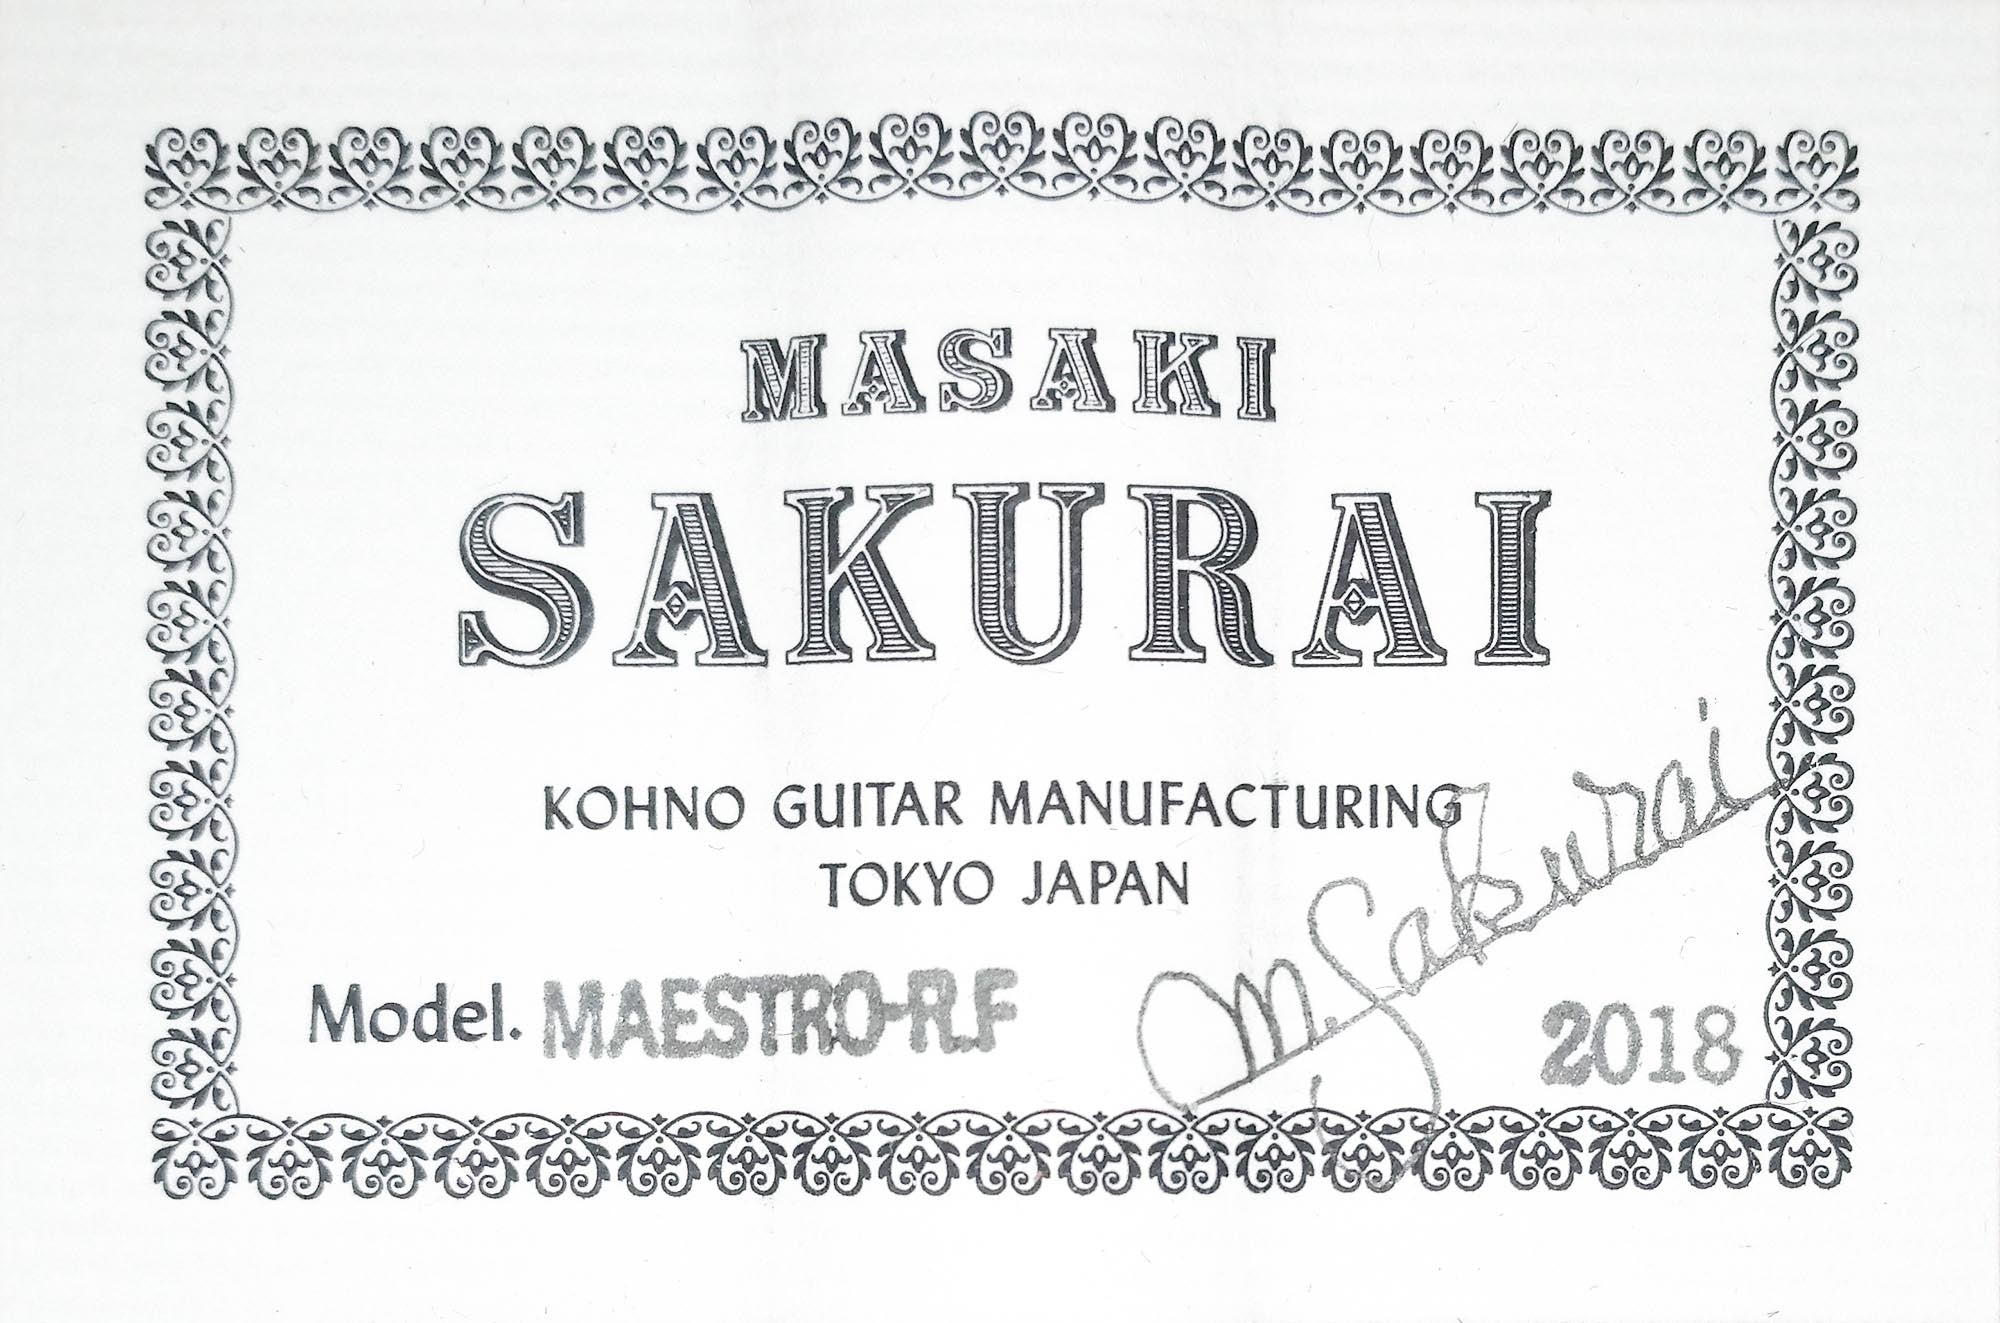 MASAKI
SAKURAI
KOHNO GUITAR MANUFACTURING
TOKYO JAPAN
Model. MAESTRO-R.F
M. Sakurai
2018